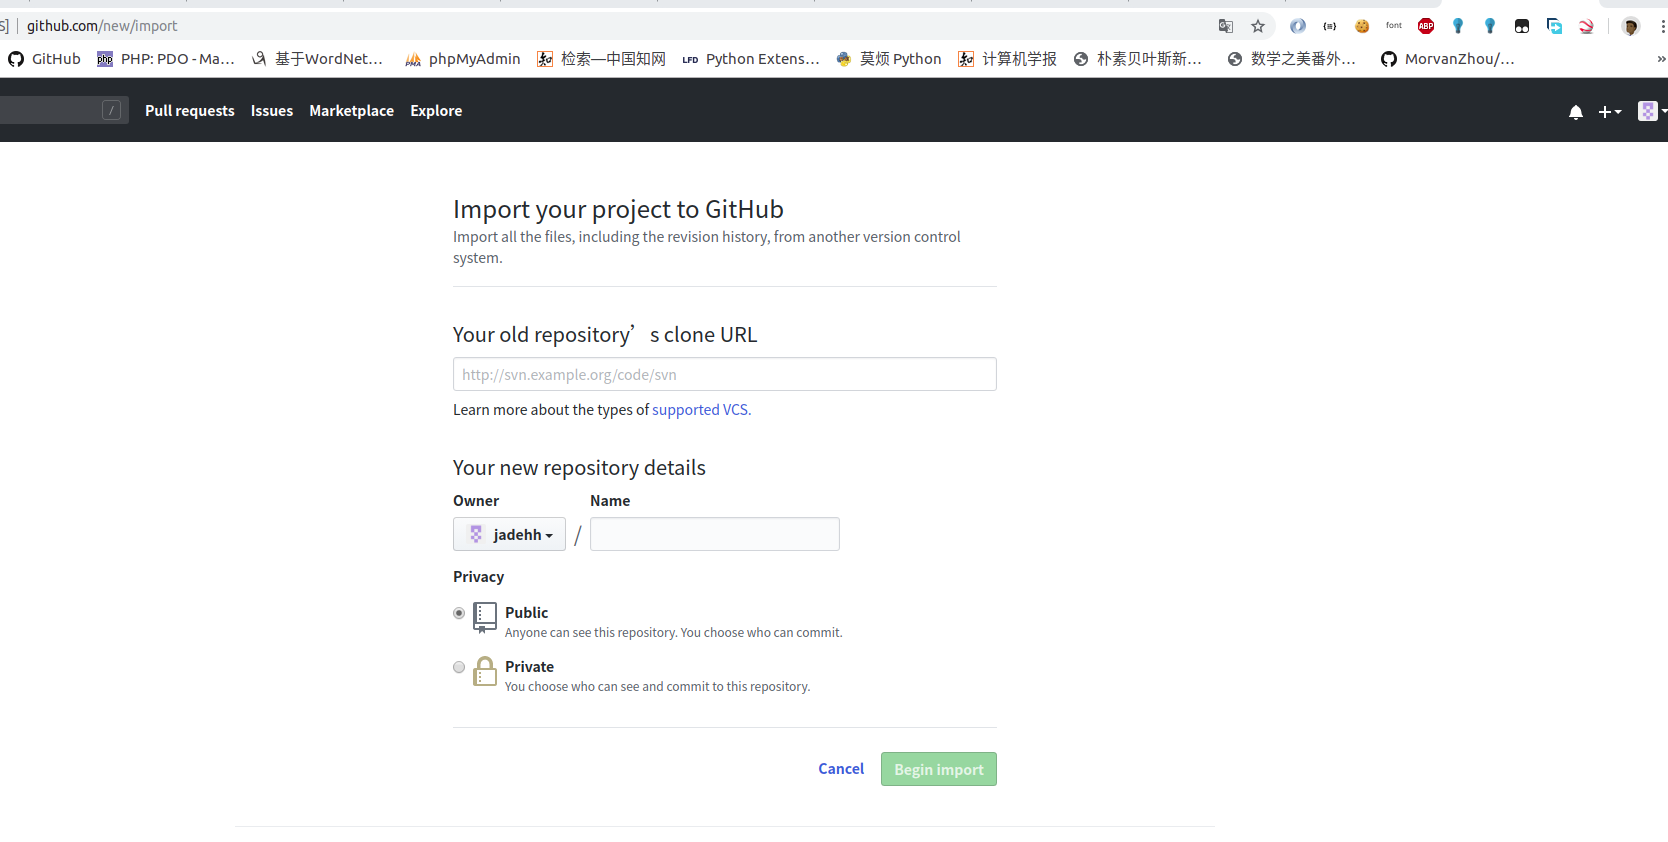 S] github.com/new/import font ABP
GitHub php PHP: PDO - Ma... 基于WordNet... PMA phpMyAdmin 检索—中国知网 LFD Python Extens... 莫烦 Python 计算机学报 朴素贝叶斯新... 数学之美番外... MorvanZhou/... »
/ Pull requests Issues Marketplace Explore
Import your project to GitHub
Import all the files, including the revision history, from another version control
system.
Your old repository’s clone URL
http://svn.example.org/code/svn
Learn more about the types of supported VCS.
Your new repository details
Owner Name
jadehh /
Privacy
Public
Anyone can see this repository. You choose who can commit.
Private
You choose who can see and commit to this repository.
Cancel Begin import